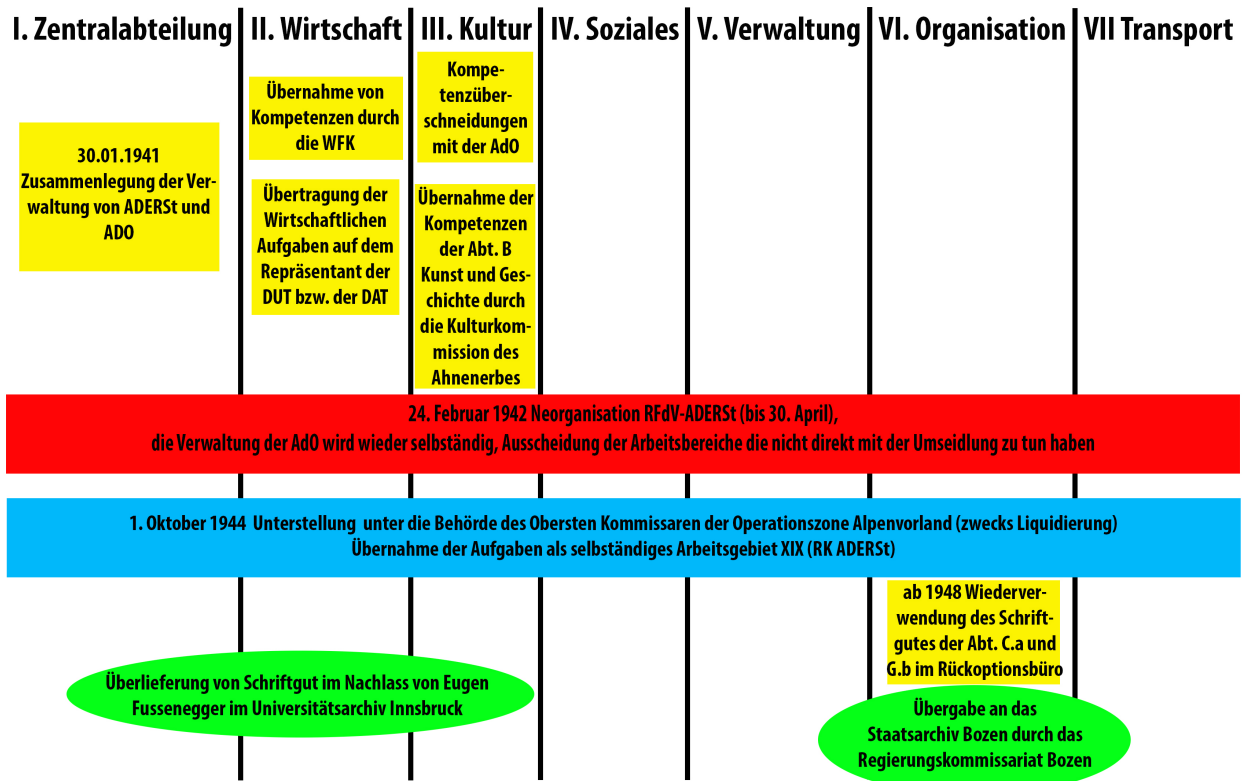 I. Zentralabteilung
II. Wirtschaft
III. Kultur
IV. Soziales
V. Verwaltung
VI. Organisation
VII Transport
30.01.1941
Zusammenlegung der Ver-
waltung von ADERSt und
ADO
Übernahme von
Kompetenzen durch
die WFK
Übertragung der
Wirtschaftlichen
Aufgaben auf dem
Repräsentant der
DUT bzw. der DAT
Kompe-
tenzüber-
schneidungen
mit der AdO
Übernahme der
Kompetenzen
der Abt. B
Kunst und Ges-
chichte durch
die Kulturkom-
mission des
Ahnenerbes
24. Februar 1942 Neorganisation RFdV-ADERSt (bis 30. April),
die Verwaltung der AdO wird wieder selbständig, Ausscheidung der Arbeitsbereiche die nicht direkt mit der Umseidlung zu tun haben
1. Oktober 1944 Unterstellung unter die Behörde des Obersten Kommissaren der Operationszone Alpenvorland (zwecks Liquidierung)
Übernahme der Aufgaben als selbständiges Arbeitsgebiet XIX (RK ADERSt)
ab 1948 Wiederver-
wendung des Schrift-
gutes der Abt. C.a und
G.b im Rückoptionsbüro
Überlieferung von Schriftgut im Nachlass von Eugen
Fussenegger im Universitätsarchiv Innsbruck
Übergabe an das
Staatsarchiv Bozen durch das
Regierungskommissariat Bozen